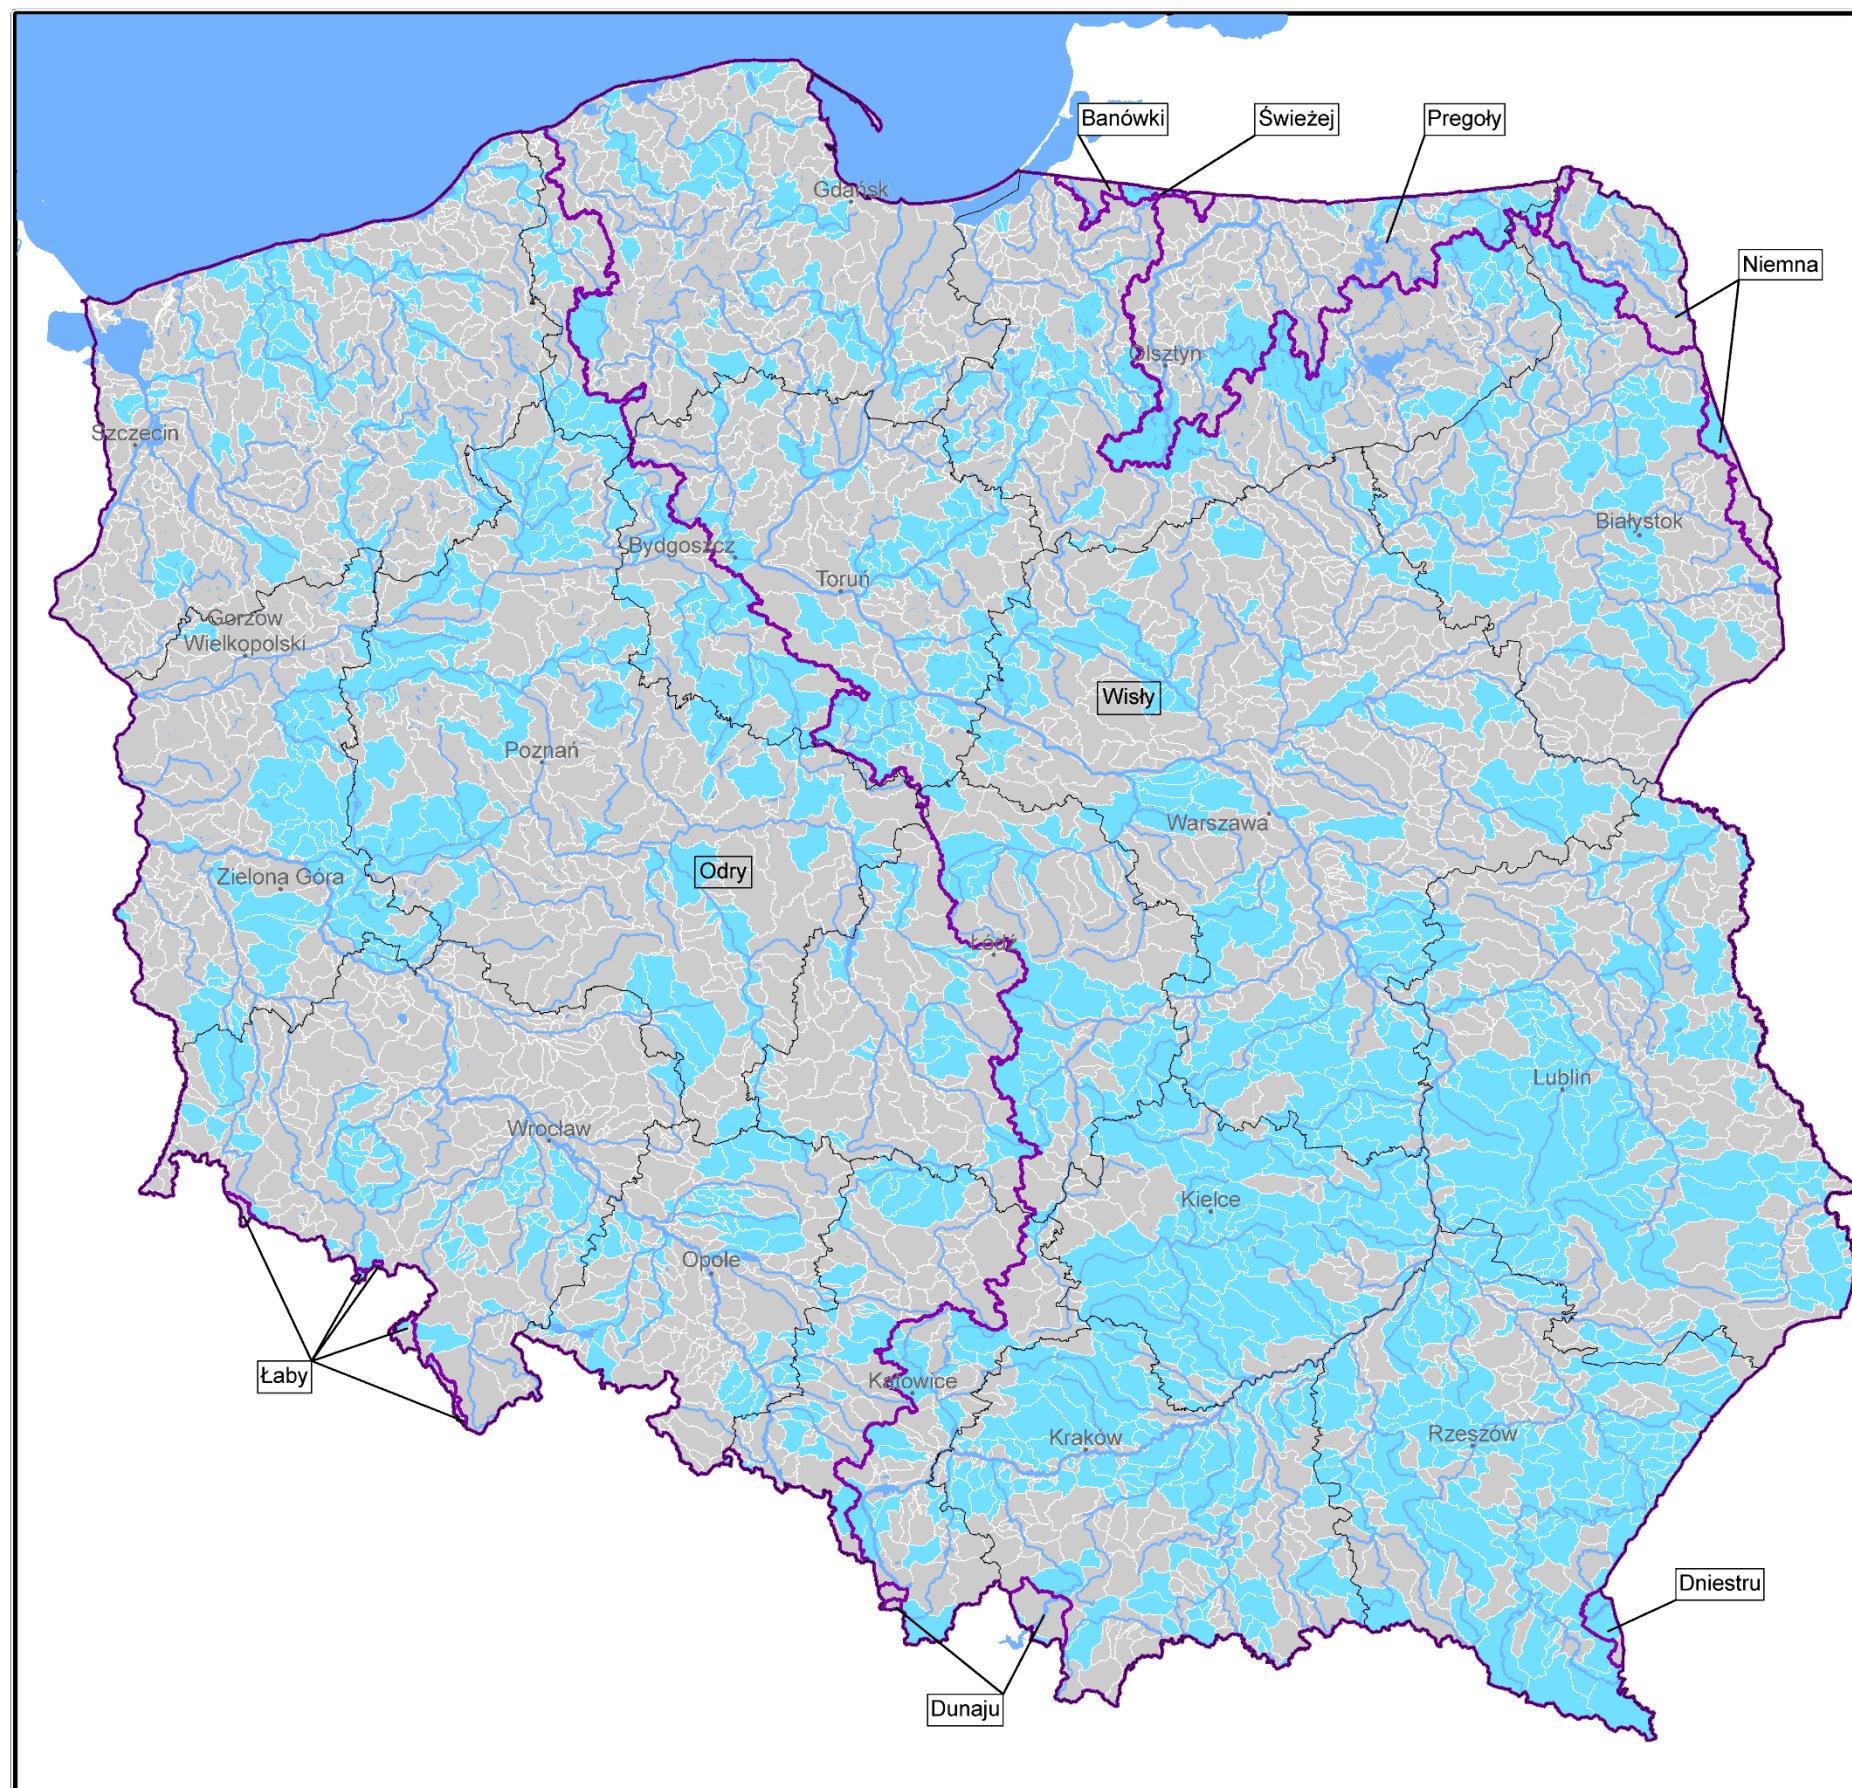 Banówki
Świeżej
Pregoły
Gdańsk
Niemna
Olsztyn
Szczecin
Białystok
Bydgoszcz
Toruń
Gorzów
Wielkopolski
Wisły
Poznań
Warszawa
Odry
Zielona Góra
Łódź
Lublin
Wrocław
Kielce
Opole
Łaby
Katowice
Kraków
Rzeszów
Dniestru
Dunaju